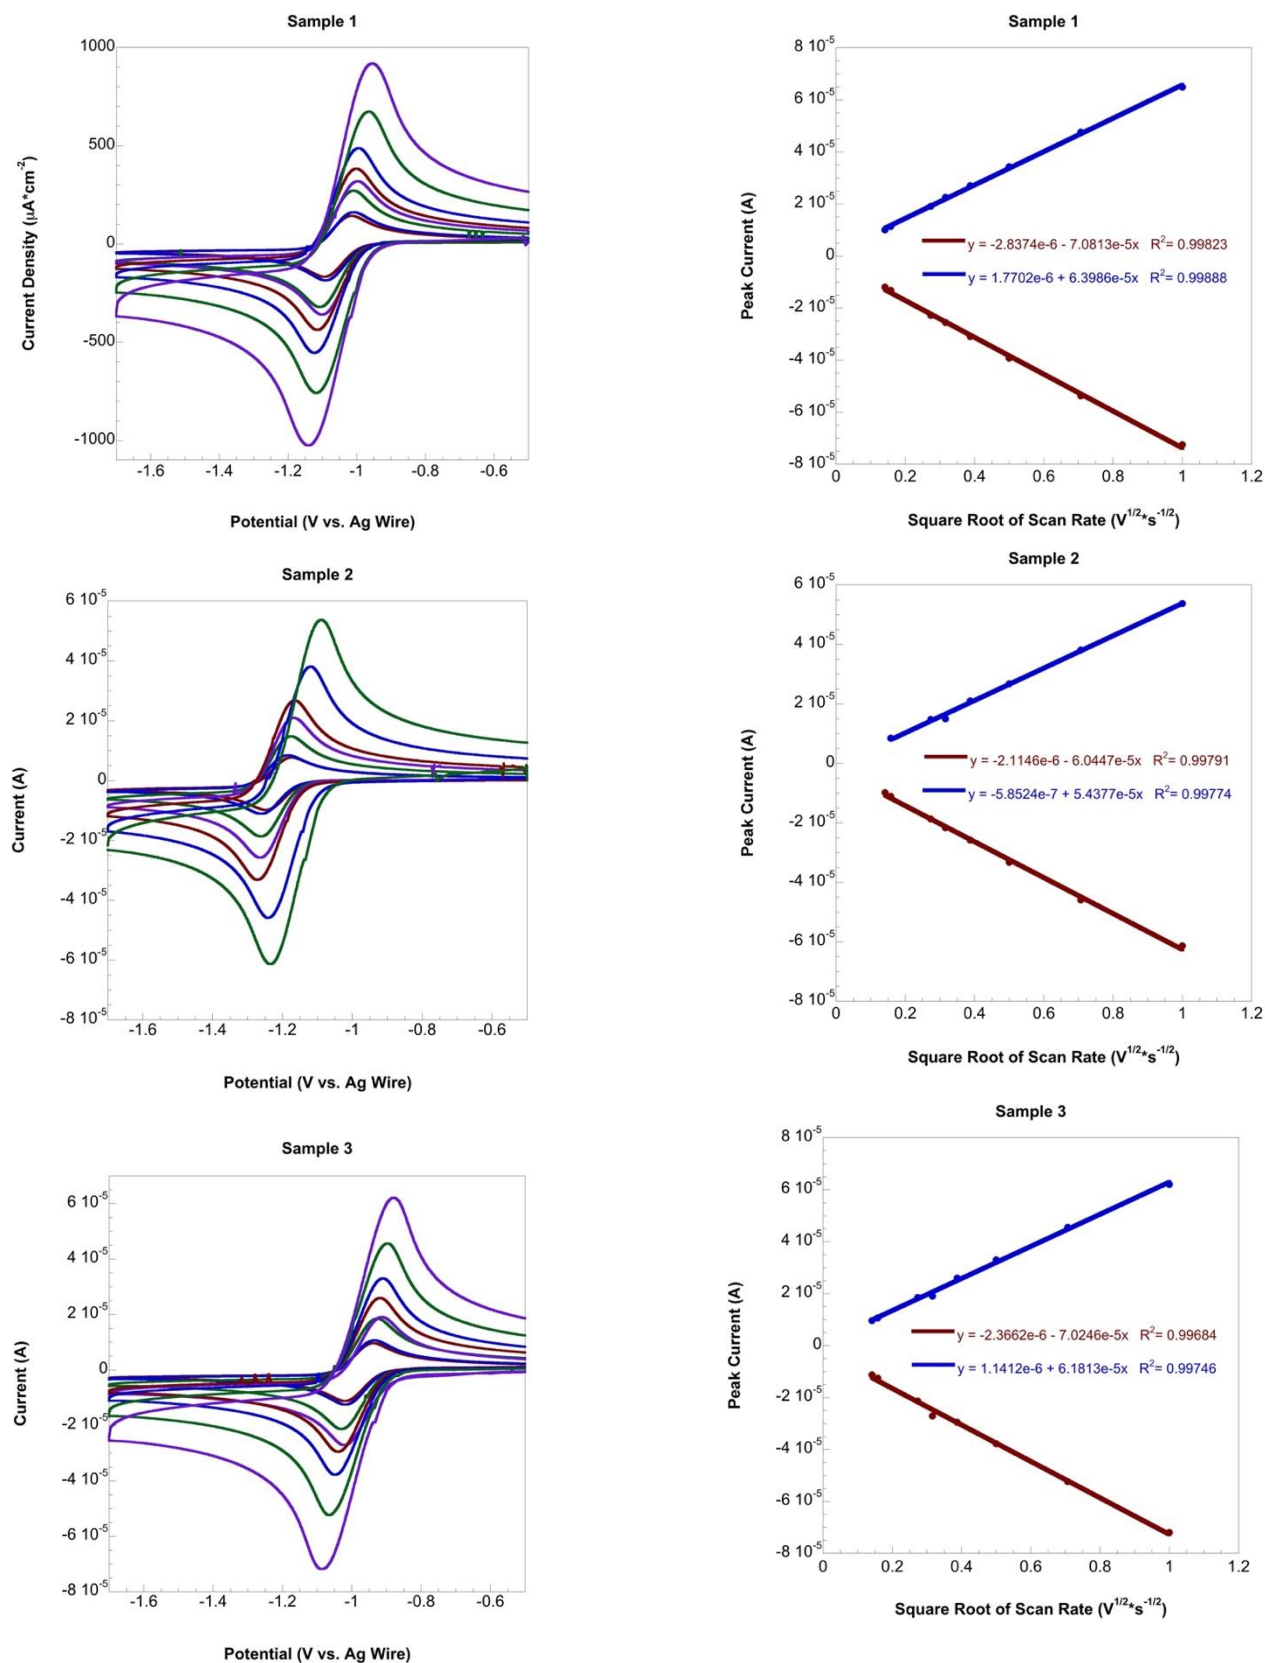 Sample 1
1000
500
0
-500
-1000
-1.6 -1.4 -1.2 -1 -0.8 -0.6
Current Density (μA*cm⁻²)
Potential (V vs. Ag Wire)
Sample 1
8 10⁻⁵
6 10⁻⁵
4 10⁻⁵
2 10⁻⁵
0
-2 10⁻⁵
-4 10⁻⁵
-6 10⁻⁵
-8 10⁻⁵
0 0.2 0.4 0.6 0.8 1 1.2
Peak Current (A)
y = -2.8374e-6 - 7.0813e-5x R²= 0.99823
y = 1.7702e-6 + 6.3986e-5x R²= 0.99888
Square Root of Scan Rate (V^1/2*s^-1/2)
Sample 2
6 10⁻⁵
4 10⁻⁵
2 10⁻⁵
0
-2 10⁻⁵
-4 10⁻⁵
-6 10⁻⁵
-8 10⁻⁵
-1.6 -1.4 -1.2 -1 -0.8 -0.6
Current (A)
Potential (V vs. Ag Wire)
Sample 2
6 10⁻⁵
4 10⁻⁵
2 10⁻⁵
0
-2 10⁻⁵
-4 10⁻⁵
-6 10⁻⁵
-8 10⁻⁵
0 0.2 0.4 0.6 0.8 1 1.2
Peak Current (A)
y = -2.1146e-6 - 6.0447e-5x R²= 0.99791
y = -5.8524e-7 + 5.4377e-5x R²= 0.99774
Square Root of Scan Rate (V^1/2*s^-1/2)
Sample 3
6 10⁻⁵
4 10⁻⁵
2 10⁻⁵
0
-2 10⁻⁵
-4 10⁻⁵
-6 10⁻⁵
-8 10⁻⁵
-1.6 -1.4 -1.2 -1 -0.8 -0.6
Current (A)
Potential (V vs. Ag Wire)
Sample 3
8 10⁻⁵
6 10⁻⁵
4 10⁻⁵
2 10⁻⁵
0
-2 10⁻⁵
-4 10⁻⁵
-6 10⁻⁵
-8 10⁻⁵
0 0.2 0.4 0.6 0.8 1 1.2
Peak Current (A)
y = -2.3662e-6 - 7.0246e-5x R²= 0.99684
y = 1.1412e-6 + 6.1813e-5x R²= 0.99746
Square Root of Scan Rate (V^1/2*s^-1/2)